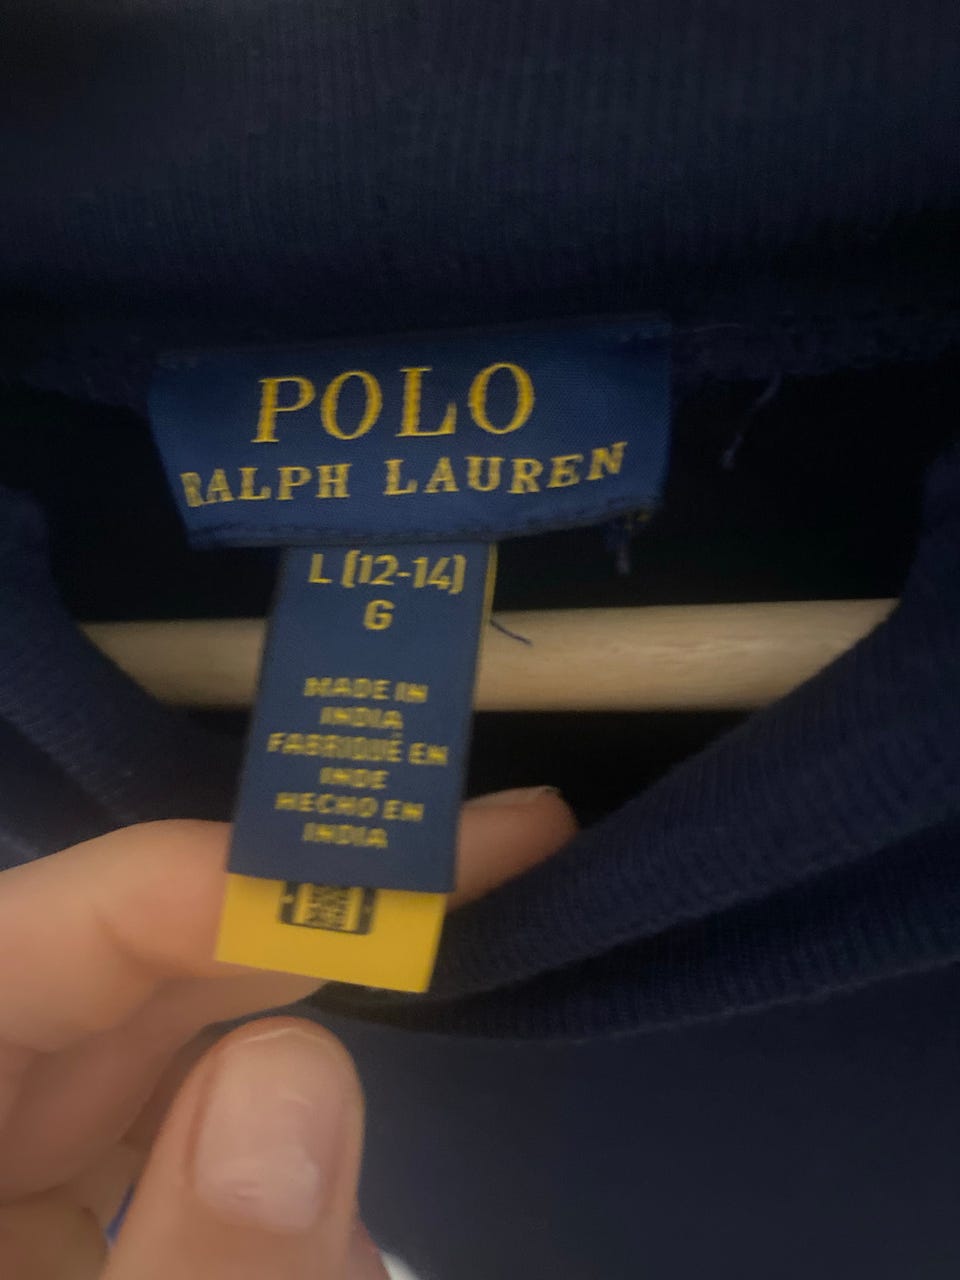 POLO
RALPH LAUREN
L (12-14)
G
MADE IN
INDIA
FABRIQUÉ EN
INDE
HECHO EN
INDIA